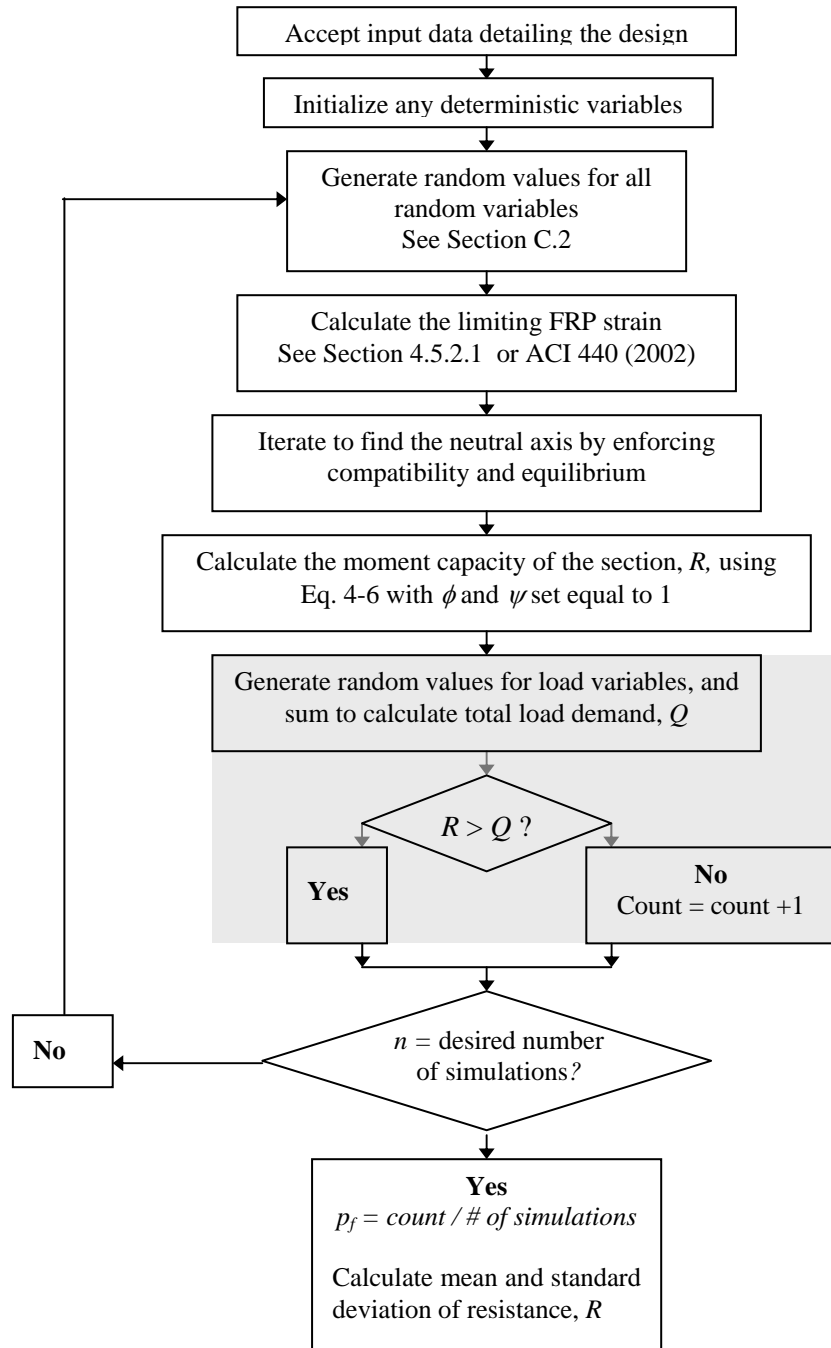 Accept input data detailing the design
Initialize any deterministic variables
Generate random values for all
random variables
See Section C.2
Calculate the limiting FRP strain
See Section 4.5.2.1 or ACI 440 (2002)
Iterate to find the neutral axis by enforcing
compatibility and equilibrium
Calculate the moment capacity of the section, R, using
Eq. 4-6 with ϕ and ψ set equal to 1
Generate random values for load variables, and
sum to calculate total load demand, Q
R > Q ?
Yes
No
Count = count +1
No
n = desired number
of simulations?
Yes
p_f = count / # of simulations
Calculate mean and standard
deviation of resistance, R